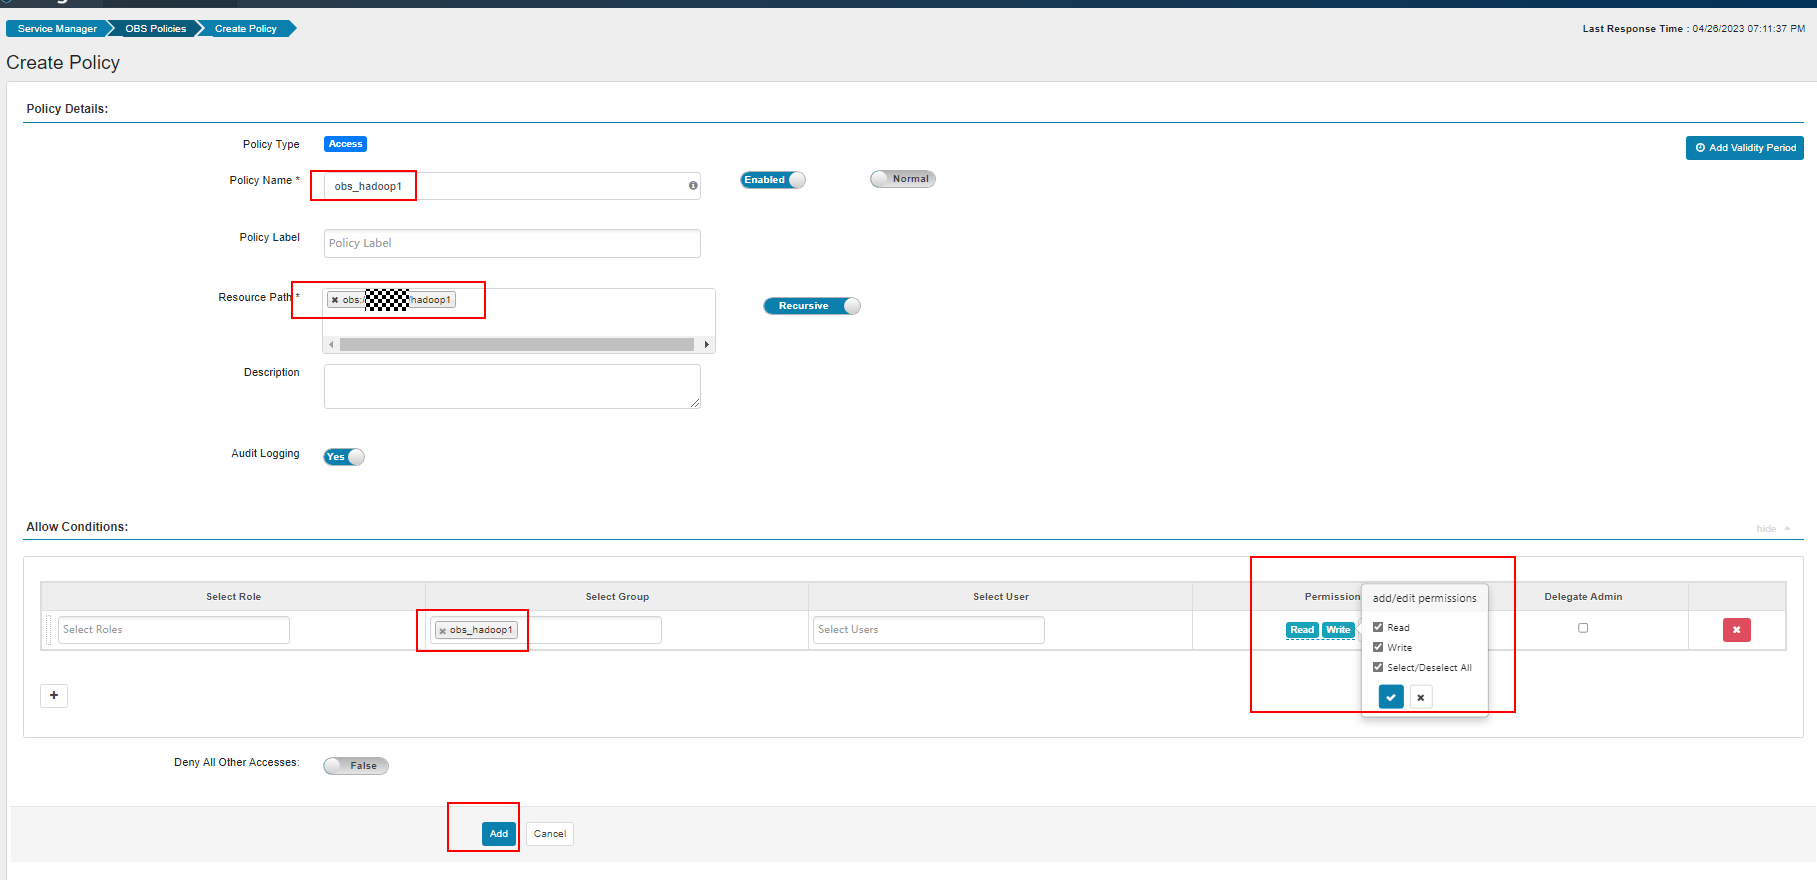 Service Manager OBS Policies Create Policy Last Response Time : 04/26/2023 07:11:37 PM
Create Policy
Policy Details:
Policy Type Access Add Validity Period
Policy Name * obs_hadoop1 Enabled Normal
Policy Label Policy Label
Resource Path * obs:/ /hadoop1 Recursive
Description
Audit Logging Yes
Allow Conditions: hide
Select Role Select Group Select User Permission Delegate Admin
add/edit permissions
Select Roles obs_hadoop1 Select Users Read Write
Read
Write
Select/Deselect All
+
Deny All Other Accesses: False
Add Cancel